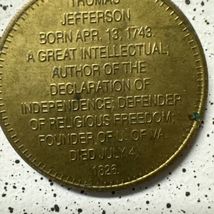 THOMAS
JEFFERSON
BORN APR. 13, 1743.
A GREAT INTELLECTUAL,
AUTHOR OF THE
DECLARATION OF
INDEPENDENCE; DEFENDER
OF RELIGIOUS FREEDOM;
FOUNDER OF U. OF VA.
DIED JULY 4,
1826.